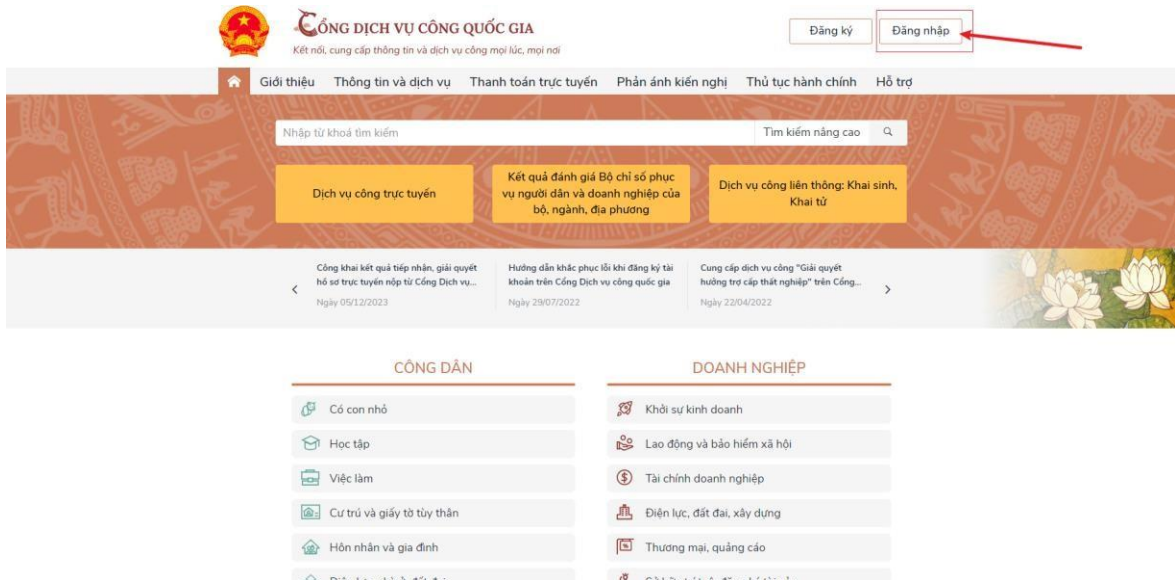 CỔNG DỊCH VỤ CÔNG QUỐC GIA
Kết nối, cung cấp thông tin và dịch vụ công mọi lúc, mọi nơi
Đăng ký
Đăng nhập
Giới thiệu
Thông tin và dịch vụ
Thanh toán trực tuyến
Phản ánh kiến nghị
Thủ tục hành chính
Hỗ trợ
Nhập từ khoá tìm kiếm
Tìm kiếm nâng cao
Dịch vụ công trực tuyến
Kết quả đánh giá Bộ chỉ số phục
vụ người dân và doanh nghiệp của
bộ, ngành, địa phương
Dịch vụ công liên thông: Khai sinh,
Khai tử
Công khai kết quả tiếp nhận, giải quyết
hồ sơ trực tuyến nộp từ Cổng Dịch vụ...
Ngày 05/12/2023
Hướng dẫn khắc phục lỗi khi đăng ký tài
khoản trên Cổng Dịch vụ công quốc gia
Ngày 29/07/2022
Cung cấp dịch vụ công "Giải quyết
hưởng trợ cấp thất nghiệp" trên Cổng...
Ngày 22/04/2022
CÔNG DÂN
Có con nhỏ
Học tập
Việc làm
Cư trú và giấy tờ tùy thân
Hôn nhân và gia đình
DOANH NGHIỆP
Khởi sự kinh doanh
Lao động và bảo hiểm xã hội
Tài chính doanh nghiệp
Điện lực, đất đai, xây dựng
Thương mại, quảng cáo